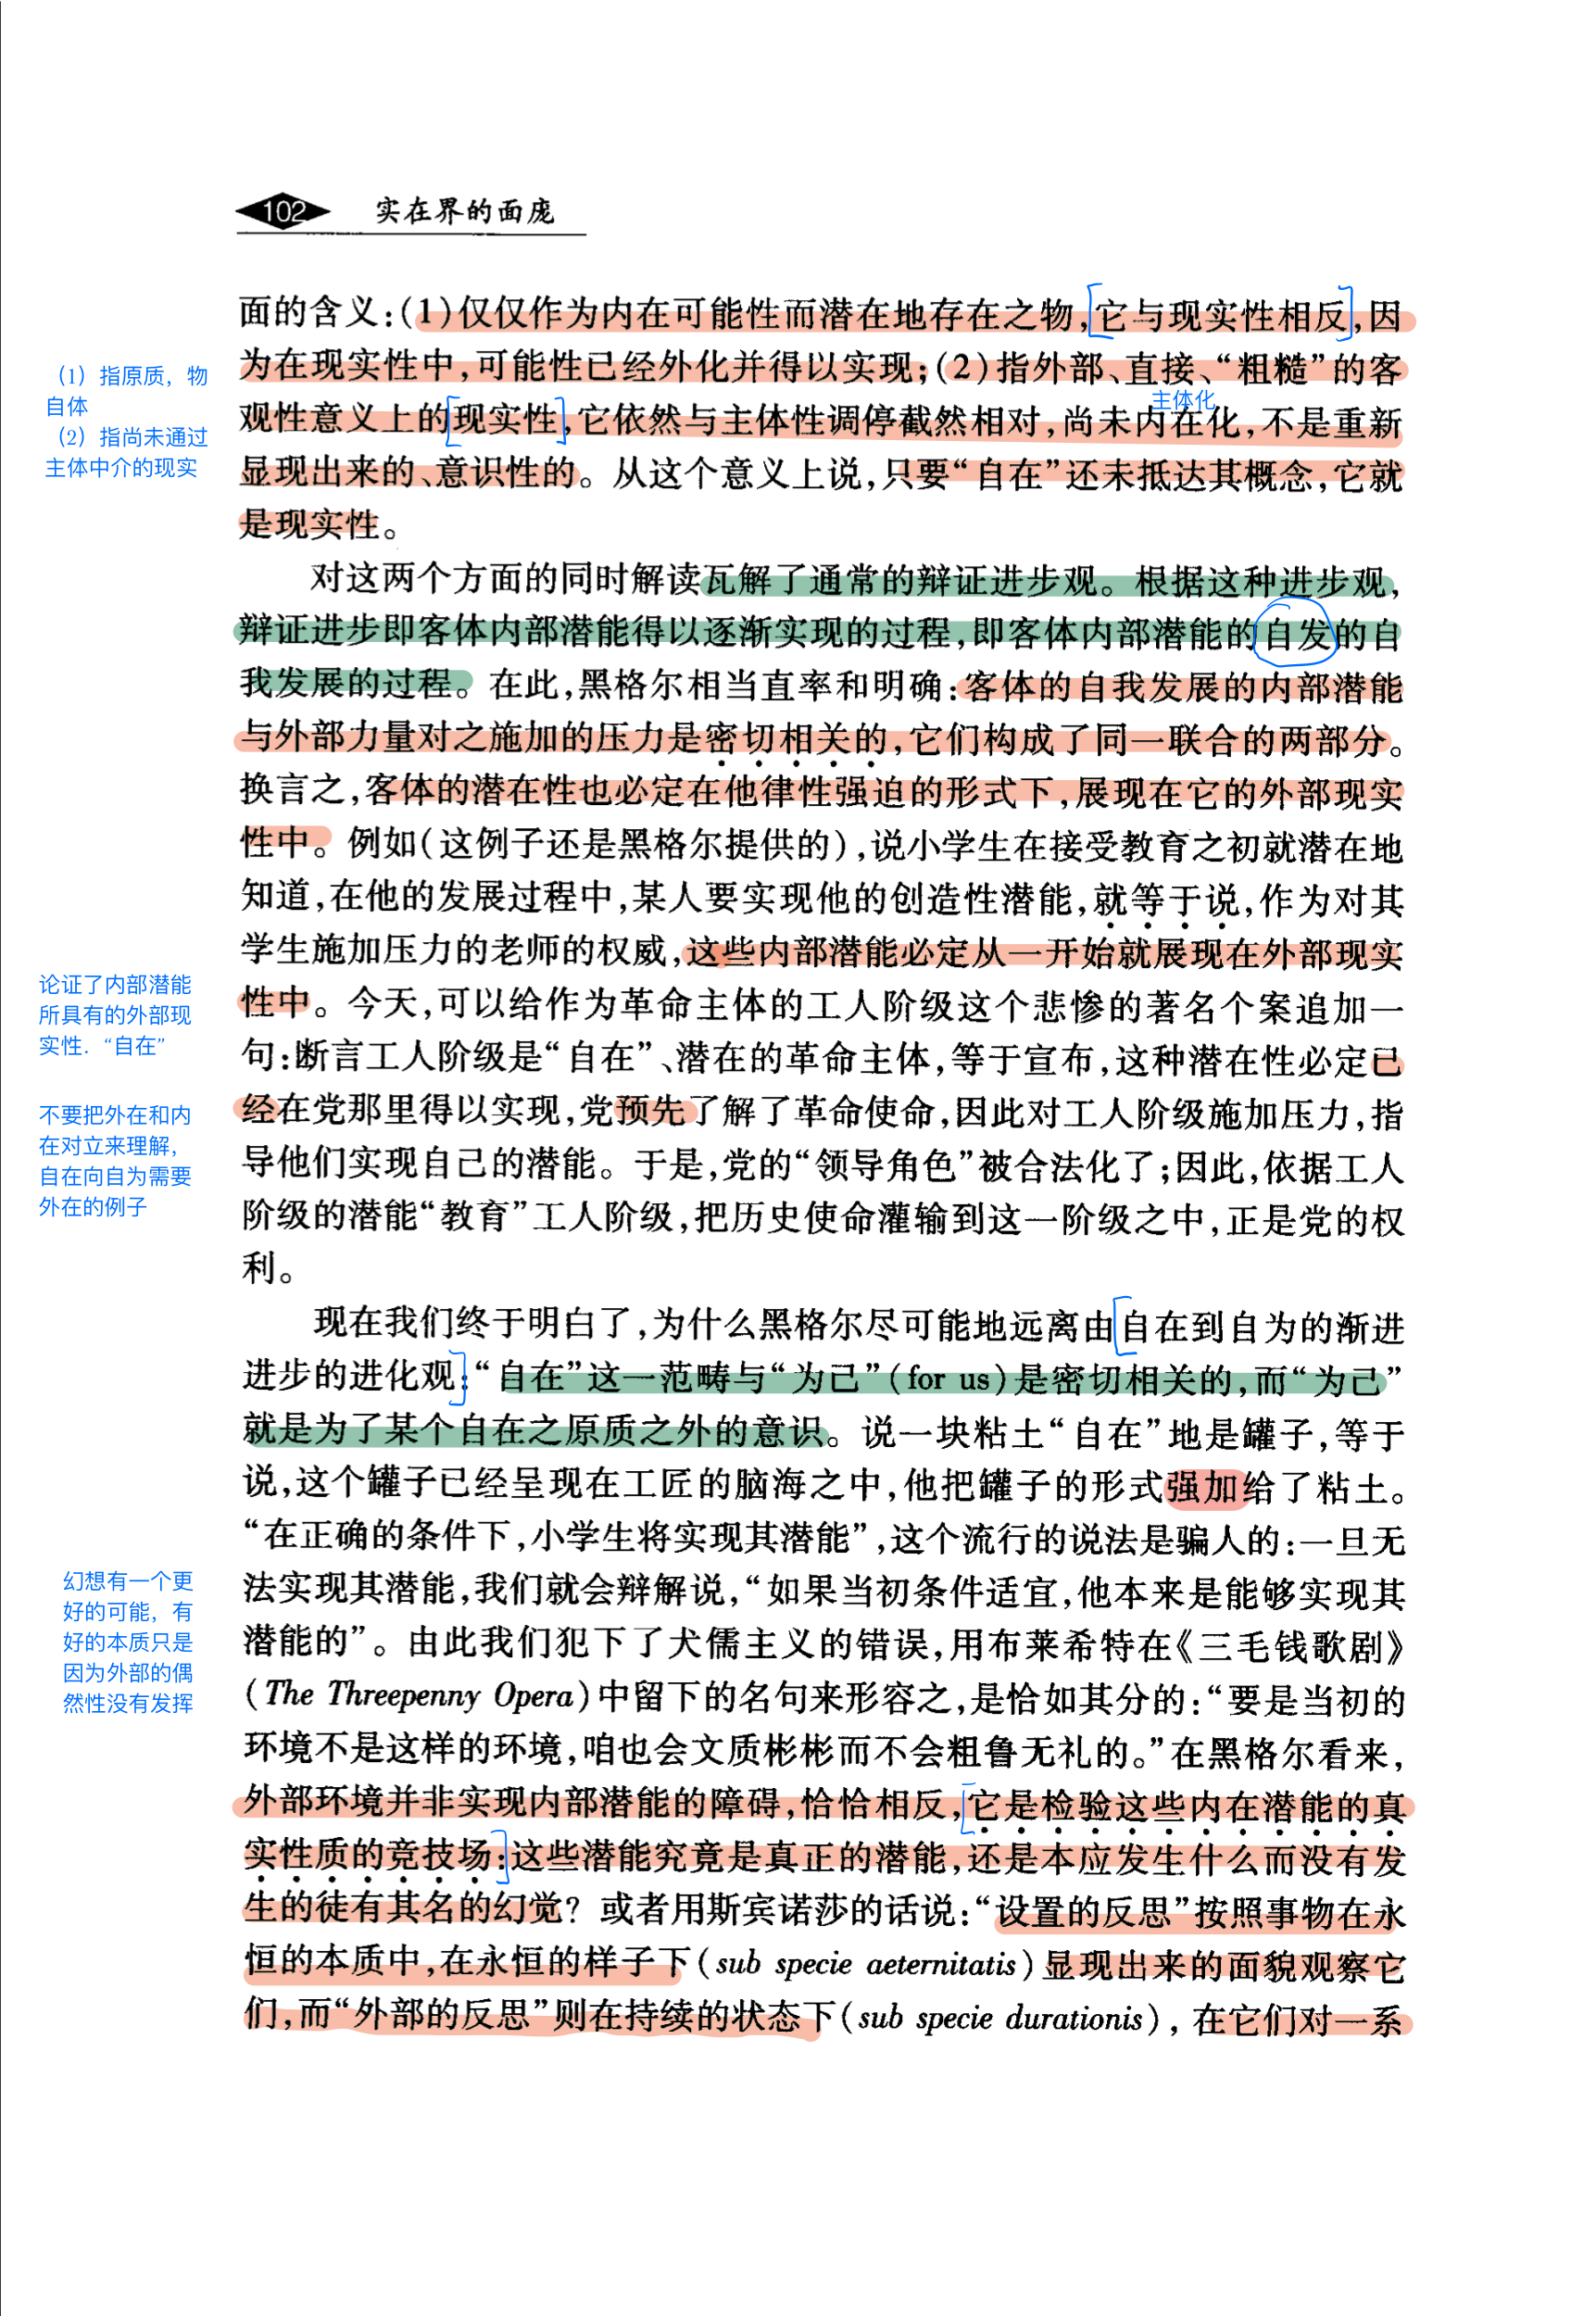 102 实在界的面庞
面的含义:(1)仅仅作为内在可能性而潜在地存在之物,它与现实性相反,因
为在现实性中,可能性已经外化并得以实现;(2)指外部、直接、“粗糙”的客
主体化
观性意义上的现实性,它依然与主体性调停截然相对,尚未内在化,不是重新
显现出来的、意识性的。从这个意义上说,只要“自在”还未抵达其概念,它就
是现实性。
(1)指原质，物
自体
(2)指尚未通过
主体中介的现实
对这两个方面的同时解读瓦解了通常的辩证进步观。根据这种进步观,
辩证进步即客体内部潜能得以逐渐实现的过程,即客体内部潜能的自发的自
我发展的过程。在此,黑格尔相当直率和明确:客体的自我发展的内部潜能
与外部力量对之施加的压力是密切相关的,它们构成了同一联合的两部分。
换言之,客体的潜在性也必定在他律性强迫的形式下,展现在它的外部现实
性中。例如(这例子还是黑格尔提供的),说小学生在接受教育之初就潜在地
知道,在他的发展过程中,某人要实现他的创造性潜能,就等于说,作为对其
学生施加压力的老师的权威,这些内部潜能必定从一开始就展现在外部现实
性中。今天,可以给作为革命主体的工人阶级这个悲惨的著名个案追加一
句:断言工人阶级是“自在”、潜在的革命主体,等于宣布,这种潜在性必定已
经在党那里得以实现,党预先了解了革命使命,因此对工人阶级施加压力,指
导他们实现自己的潜能。于是,党的“领导角色”被合法化了;因此,依据工人
阶级的潜能“教育”工人阶级,把历史使命灌输到这一阶级之中,正是党的权
利。
论证了内部潜能
所具有的外部现
实性．“自在”
不要把外在和内
在对立来理解，
自在向自为需要
外在的例子
现在我们终于明白了,为什么黑格尔尽可能地远离由自在到自为的渐进
进步的进化观:“自在”这一范畴与“为己”(for us)是密切相关的,而“为己”
就是为了某个自在之原质之外的意识。说一块粘土“自在”地是罐子,等于
说,这个罐子已经呈现在工匠的脑海之中,他把罐子的形式强加给了粘土。
“在正确的条件下,小学生将实现其潜能”,这个流行的说法是骗人的:一旦无
法实现其潜能,我们就会辩解说,“如果当初条件适宜,他本来是能够实现其
潜能的”。由此我们犯下了犬儒主义的错误,用布莱希特在《三毛钱歌剧》
(The Threepenny Opera)中留下的名句来形容之,是恰如其分的:“要是当初的
环境不是这样的环境,咱也会文质彬彬而不会粗鲁无礼的。”在黑格尔看来,
外部环境并非实现内部潜能的障碍,恰恰相反,它是检验这些内在潜能的真
实性质的竞技场:这些潜能究竟是真正的潜能,还是本应发生什么而没有发
生的徒有其名的幻觉? 或者用斯宾诺莎的话说:“设置的反思”按照事物在永
恒的本质中,在永恒的样子下(sub specie aeternitatis)显现出来的面貌观察它
们,而“外部的反思”则在持续的状态下(sub specie durationis), 在它们对一系
幻想有一个更
好的可能，有
好的本质只是
因为外部的偶
然性没有发挥